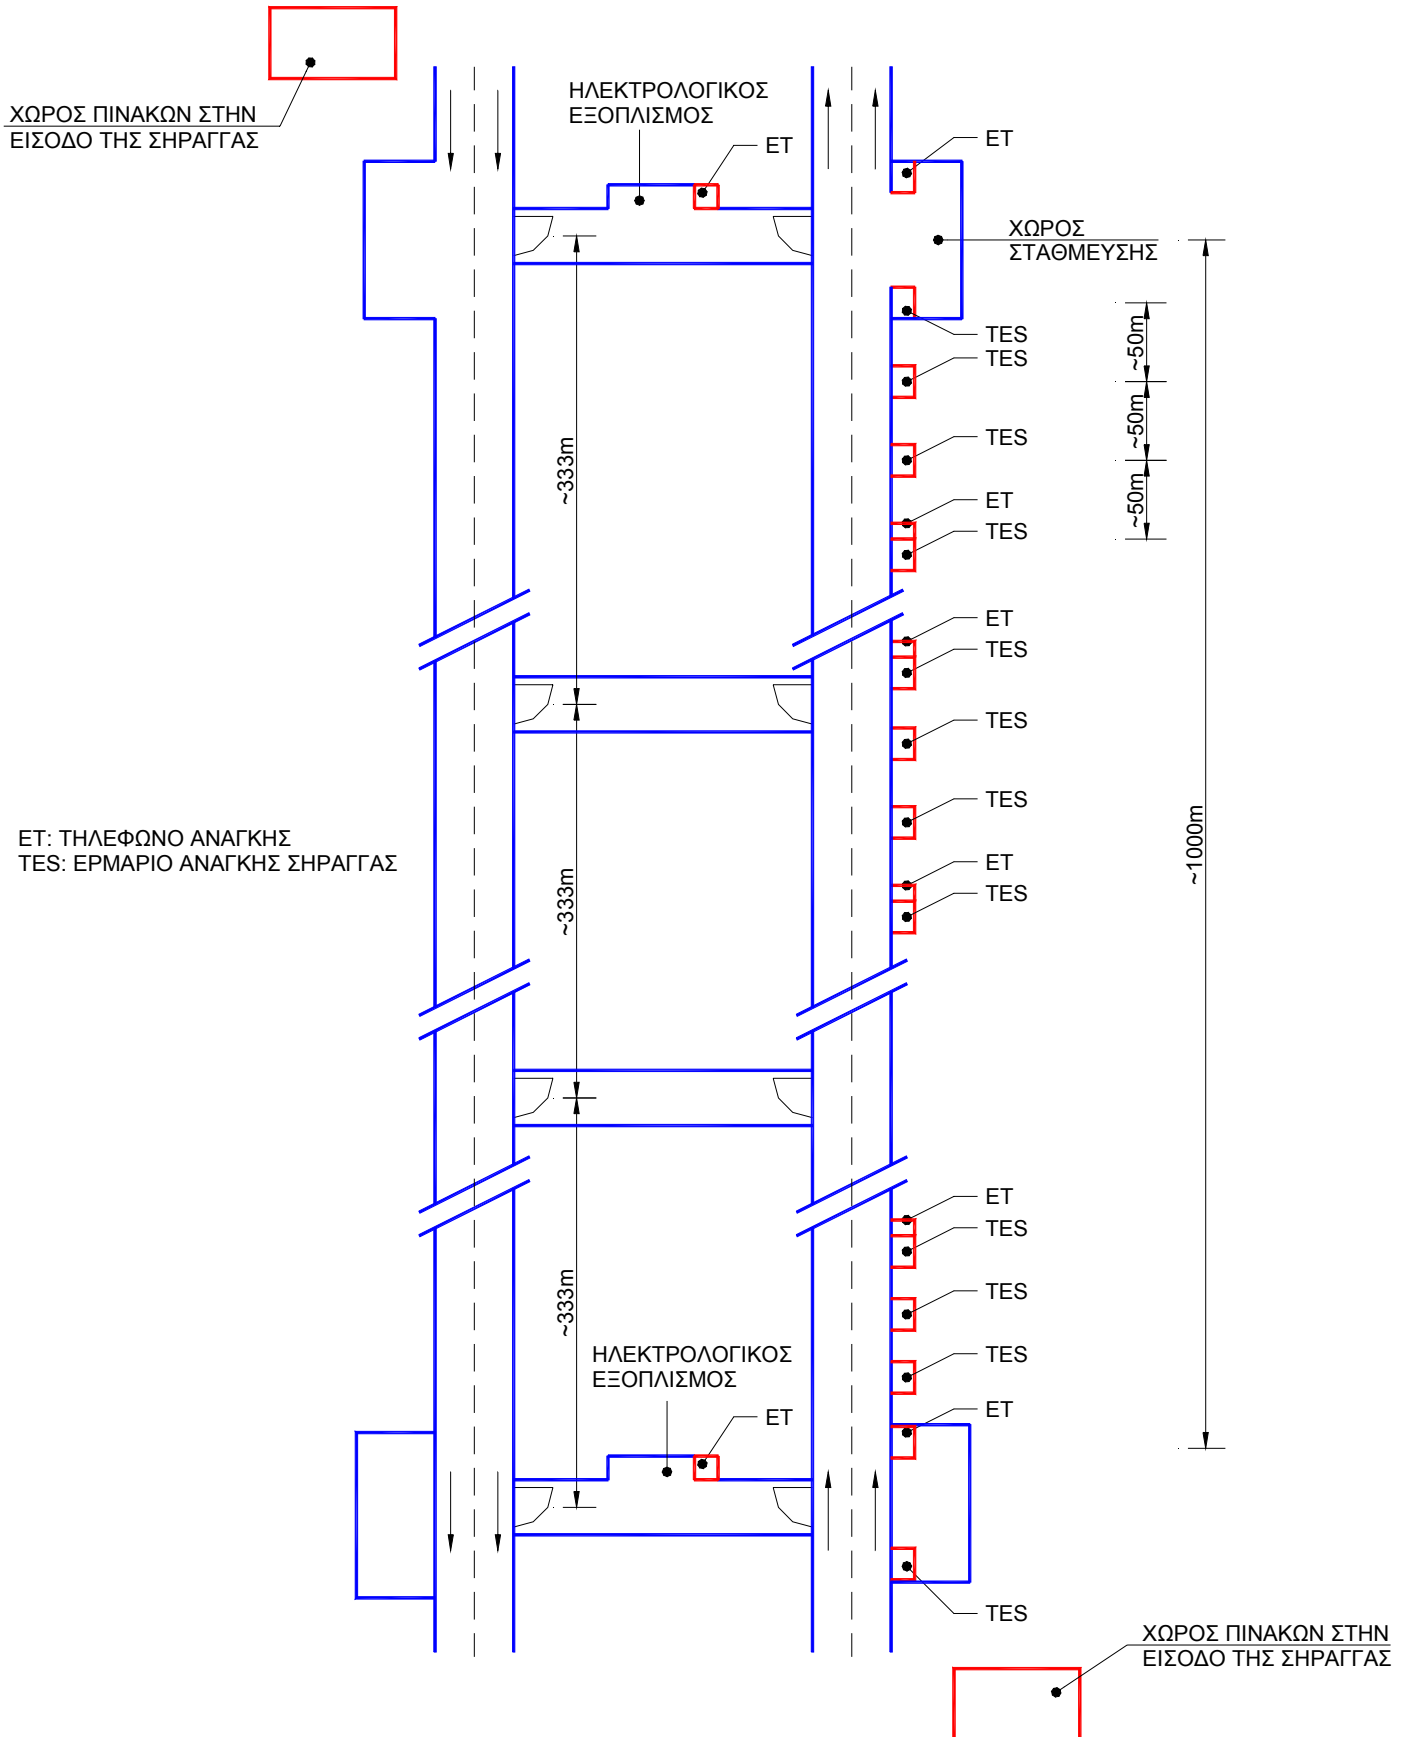 ΧΩΡΟΣ ΠΙΝΑΚΩΝ ΣΤΗΝ
ΕΙΣΟΔΟ ΤΗΣ ΣΗΡΑΓΓΑΣ
ΗΛΕΚΤΡΟΛΟΓΙΚΟΣ
ΕΞΟΠΛΙΣΜΟΣ
ET
ET
ΧΩΡΟΣ
ΣΤΑΘΜΕΥΣΗΣ
TES
TES
~50m
~50m
~50m
~333m
TES
ET
TES
ET
TES
TES
TES
~1000m
ET: ΤΗΛΕΦΩΝΟ ΑΝΑΓΚΗΣ
TES: ΕΡΜΑΡΙΟ ΑΝΑΓΚΗΣ ΣΗΡΑΓΓΑΣ
~333m
ET
TES
ET
TES
TES
~333m
ΗΛΕΚΤΡΟΛΟΓΙΚΟΣ
ΕΞΟΠΛΙΣΜΟΣ
TES
ET
ET
TES
ΧΩΡΟΣ ΠΙΝΑΚΩΝ ΣΤΗΝ
ΕΙΣΟΔΟ ΤΗΣ ΣΗΡΑΓΓΑΣ